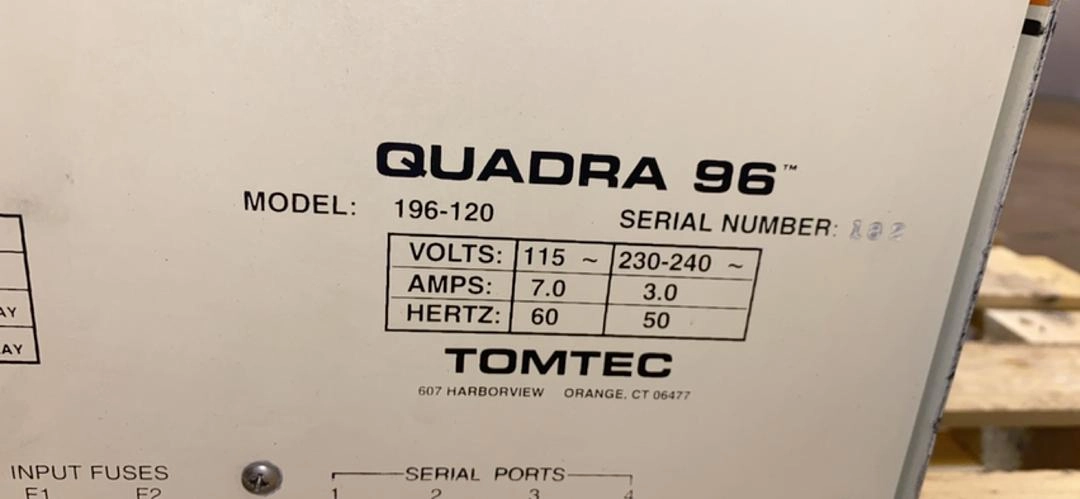 QUADRA 96™
MODEL: 196-120 SERIAL NUMBER: 182
VOLTS: 115 ~ 230-240 ~
AMPS: 7.0 3.0
HERTZ: 60 50
TOMTEC
607 HARBORVIEW ORANGE, CT 06477
AY
AY
INPUT FUSES SERIAL PORTS
F1 F2 1 2 3 4